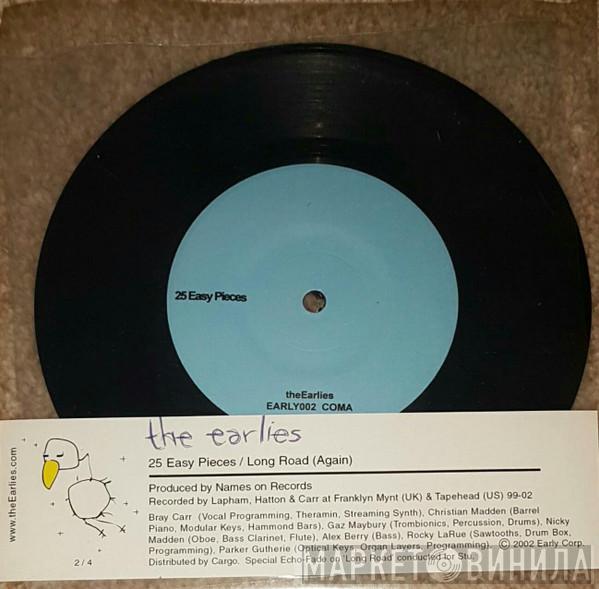 25 Easy Pieces
theEarlies
EARLY002 COMA
the earlies
25 Easy Pieces / Long Road (Again)
Produced by Names on Records
Recorded by Lapham, Hatton & Carr at Franklyn Mynt (UK) & Tapehead (US) 99-02
Bray Carr (Vocal Programming, Theramin, Streaming Synth), Christian Madden (Barrel
Piano, Modular Keys, Hammond Bars), Gaz Maybury (Trombionics, Percussion, Drums), Nicky
Madden (Oboe, Bass Clarinet, Flute), Alex Berry (Bass), Rocky LaRue (Sawtooths, Drum Box,
Programming), Parker Gutherie (Optical Keys, Organ Layers, Programming). © 2002 Early Corp.
Distributed by Cargo. Special Echo-Fade on 'Long Road' conducted for Stu.
www.theEarlies.com
2 / 4
МАРКЕТ ВИНИЛА